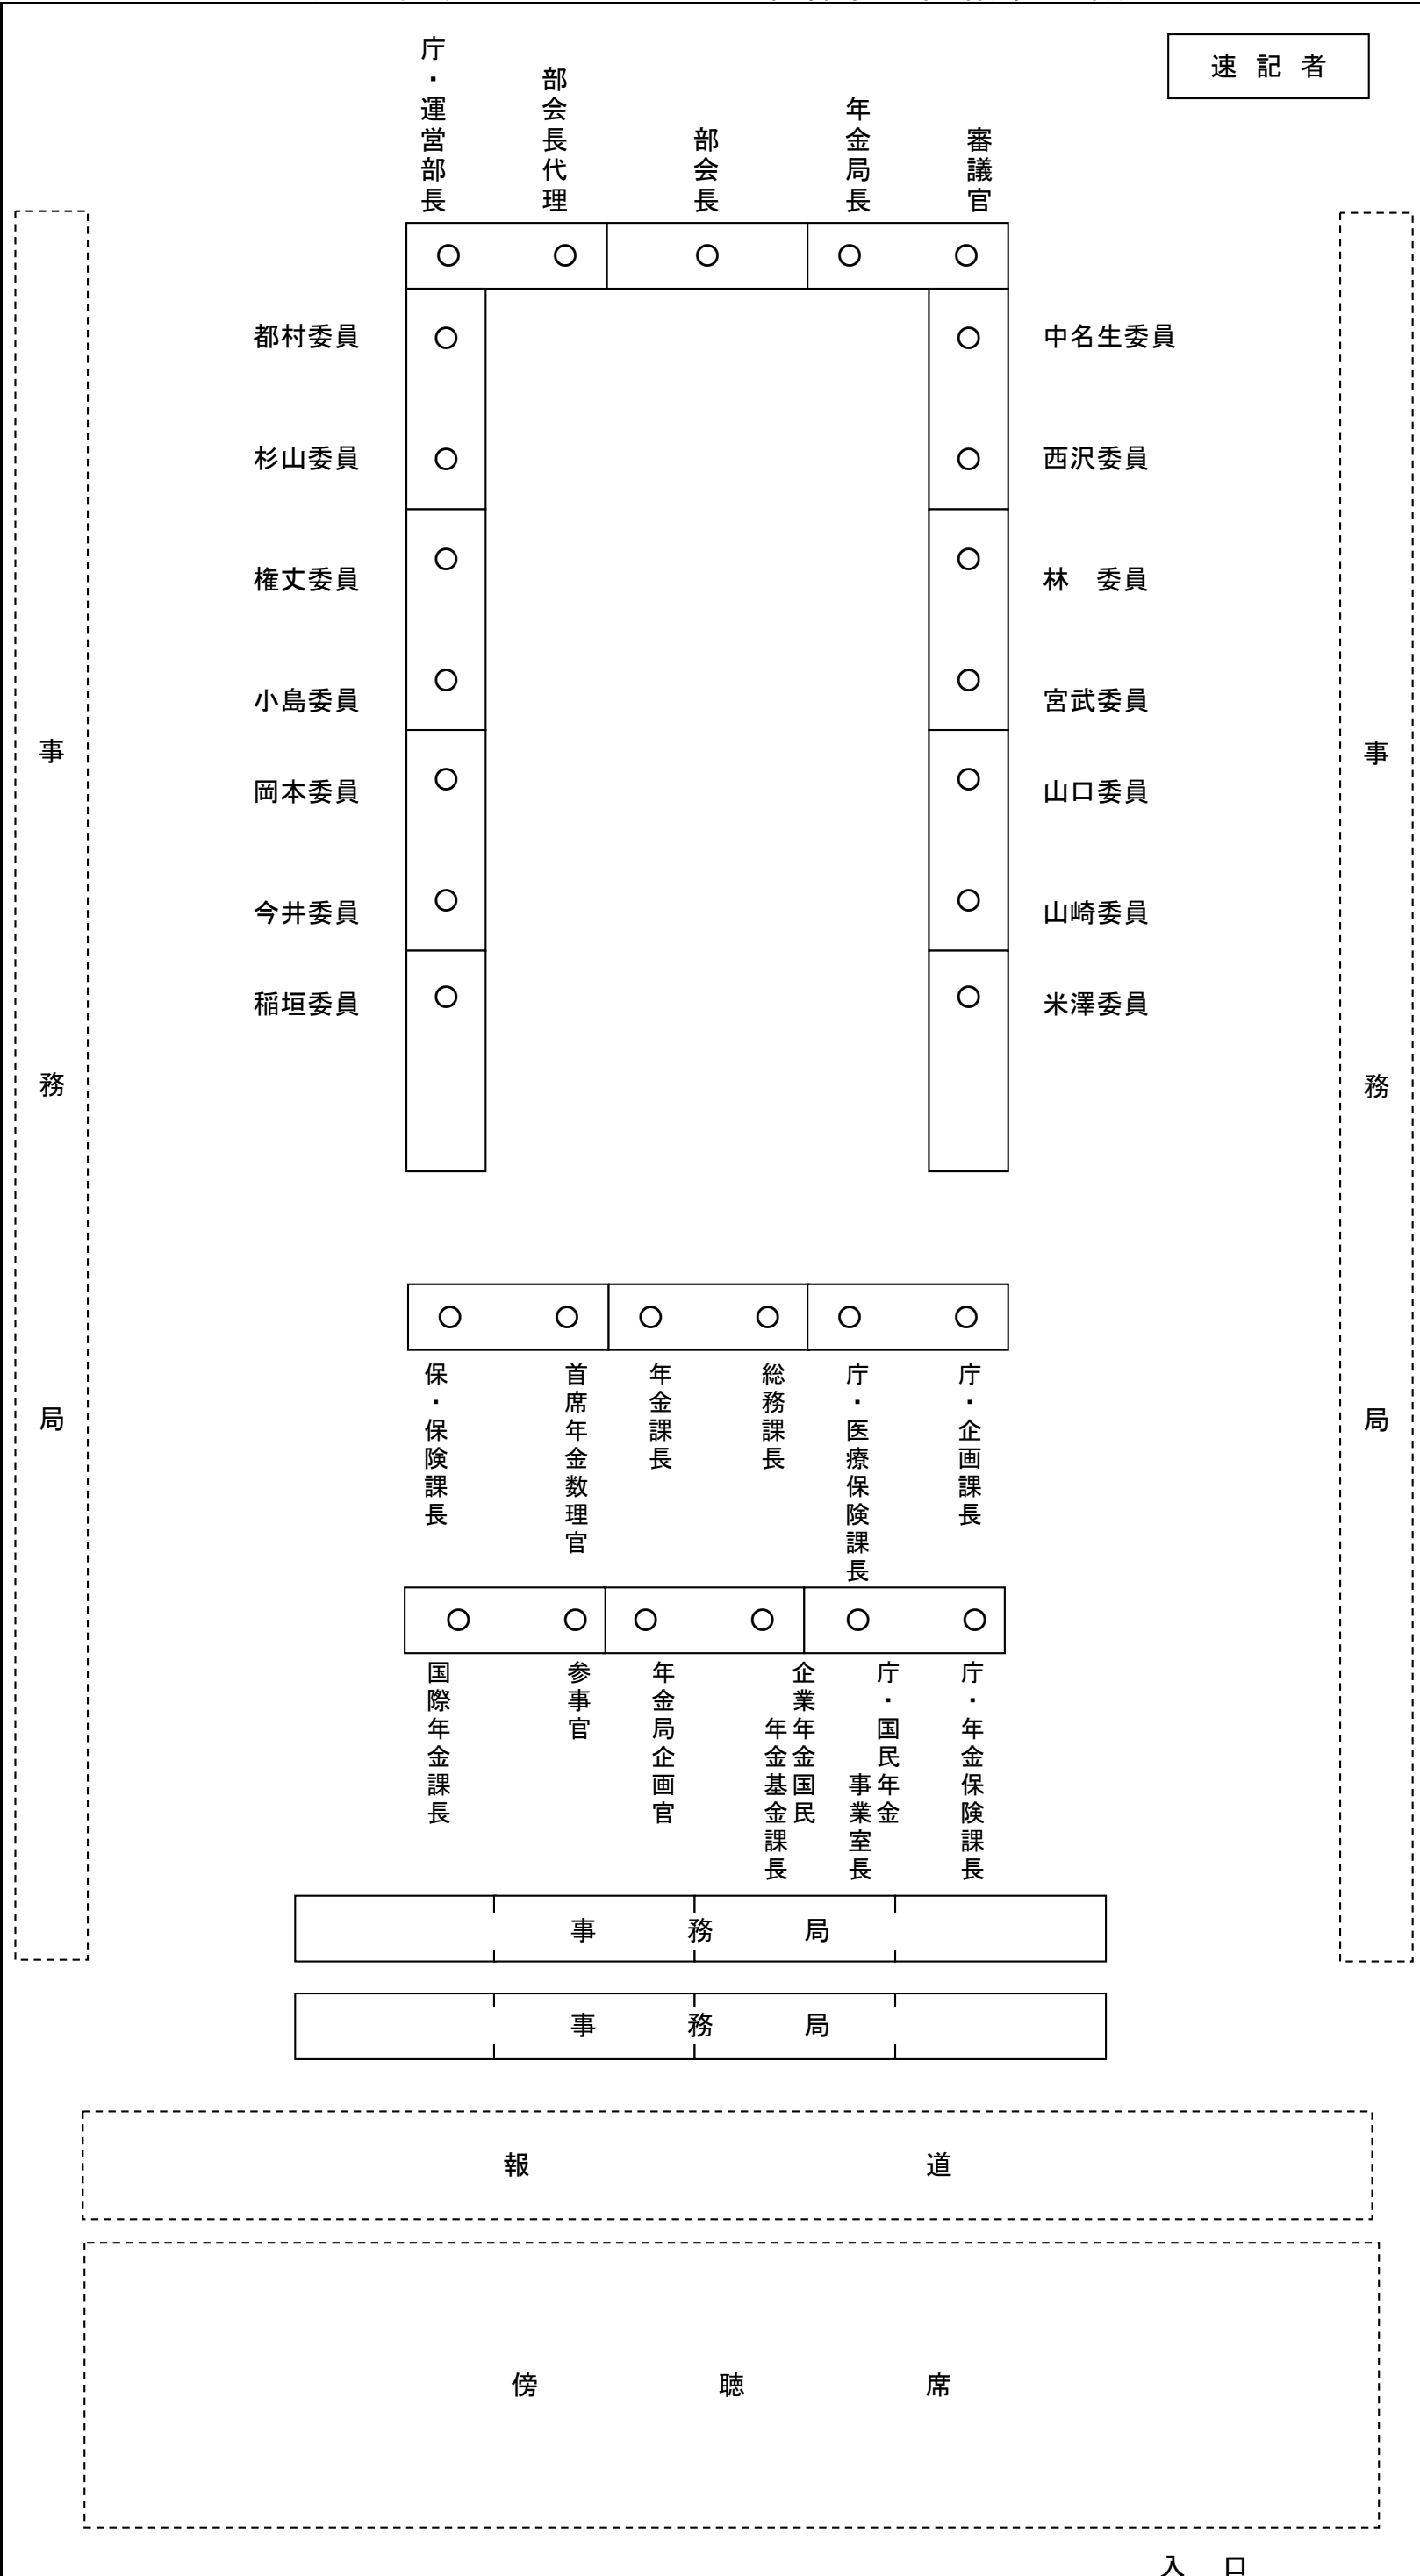 速記者
庁・運営部長
部会長代理
部会長
年金局長
審議官
都村委員
中名生委員
杉山委員
西沢委員
権丈委員
林　委員
小島委員
宮武委員
岡本委員
山口委員
今井委員
山崎委員
稲垣委員
米澤委員
事務局
事務局
保・保険課長
首席年金数理官
年金課長
総務課長
庁・医療保険課長
庁・企画課長
国際年金課長
参事官
年金局企画官
企業年金国民
年金基金課長
庁・国民年金
事業室長
庁・年金保険課長
事務局
事務局
報道
傍聴席
入口